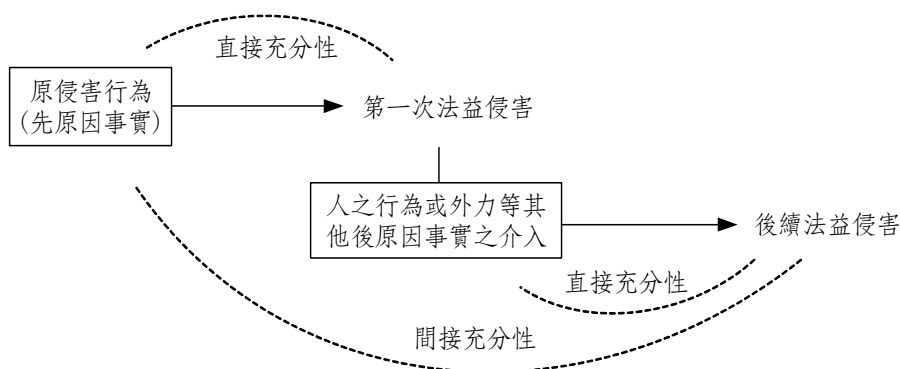 直接充分性
原侵害行為
(先原因事實)
第一次法益侵害
人之行為或外力等其
他後原因事實之介入
後續法益侵害
直接充分性
間接充分性